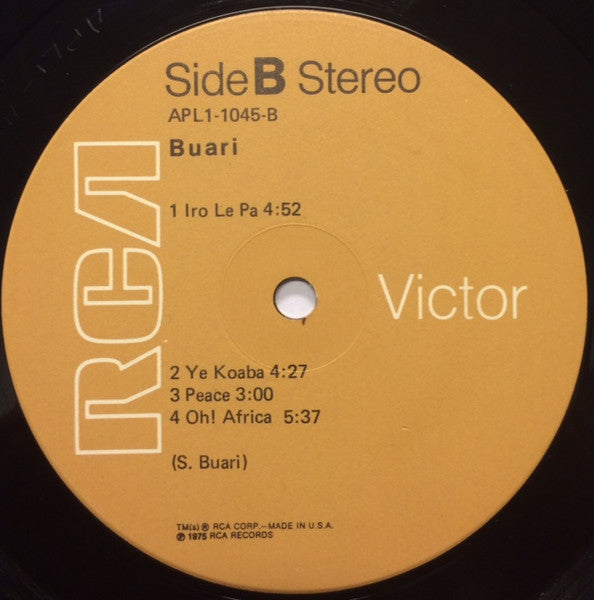 Side B Stereo
APL1-1045-B
Buari
1 Iro Le Pa 4:52
RCA
Victor
2 Ye Koaba 4:27
3 Peace 3:00
4 Oh! Africa 5:37
(S. Buari)
TM(s) ® RCA CORP.—MADE IN U.S.A.
℗ 1975 RCA RECORDS